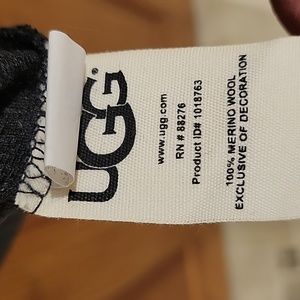 UGG
www.ugg.com
RN # 88276
Product ID# 1018763
100% MERINO WOOL
EXCLUSIVE OF DECORATION